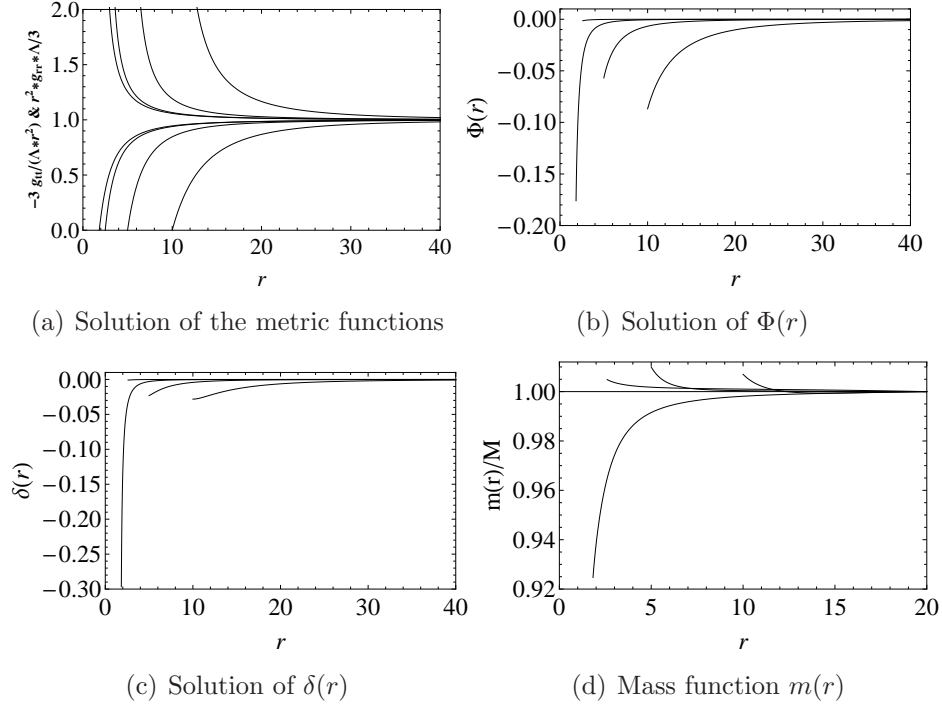 2.0
1.5
1.0
0.5
0.0
−3 g_tt/(Λ*r²) & r²*g_rr*Λ/3
0 10 20 30 40
r
(a) Solution of the metric functions
0.00
−0.05
−0.10
−0.15
−0.20
Φ(r)
0 10 20 30 40
r
(b) Solution of Φ(r)
0.00
−0.05
−0.10
−0.15
−0.20
−0.25
−0.30
δ(r)
0 10 20 30 40
r
(c) Solution of δ(r)
1.00
0.98
0.96
0.94
0.92
m(r)/M
0 5 10 15 20
r
(d) Mass function m(r)